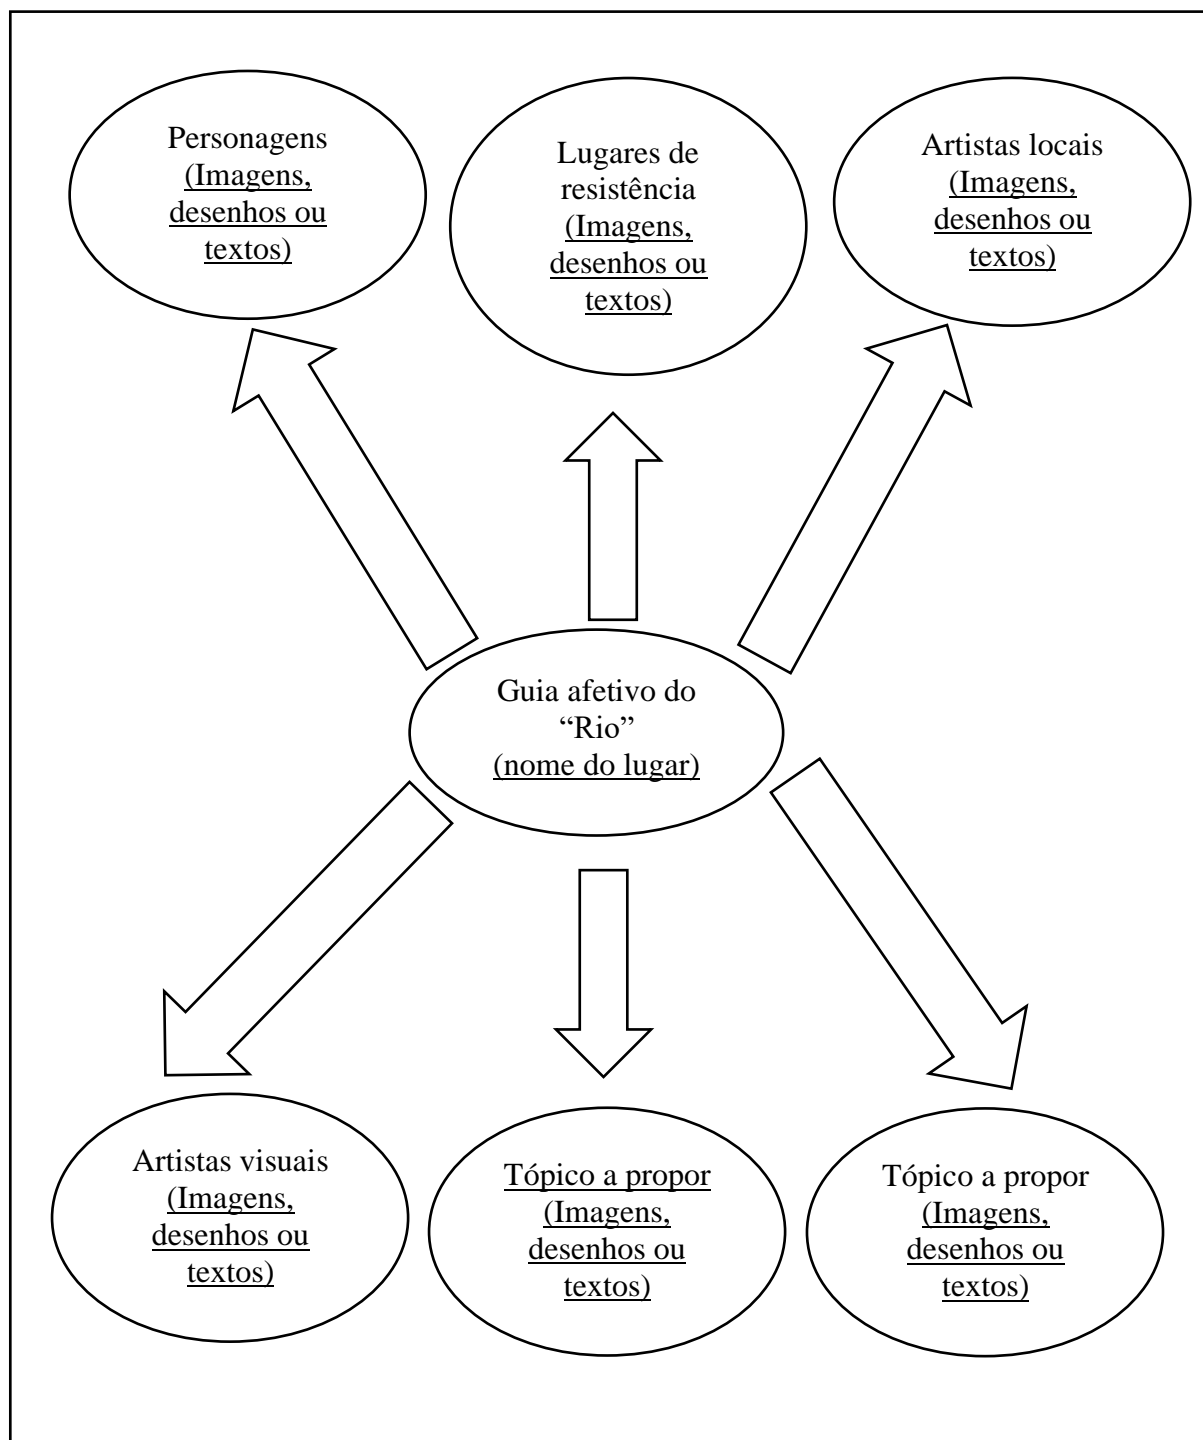 Personagens
(Imagens,
desenhos ou
textos)
Lugares de
resistência
(Imagens,
desenhos ou
textos)
Artistas locais
(Imagens,
desenhos ou
textos)
Guia afetivo do
“Rio”
(nome do lugar)
Artistas visuais
(Imagens,
desenhos ou
textos)
Tópico a propor
(Imagens,
desenhos ou
textos)
Tópico a propor
(Imagens,
desenhos ou
textos)